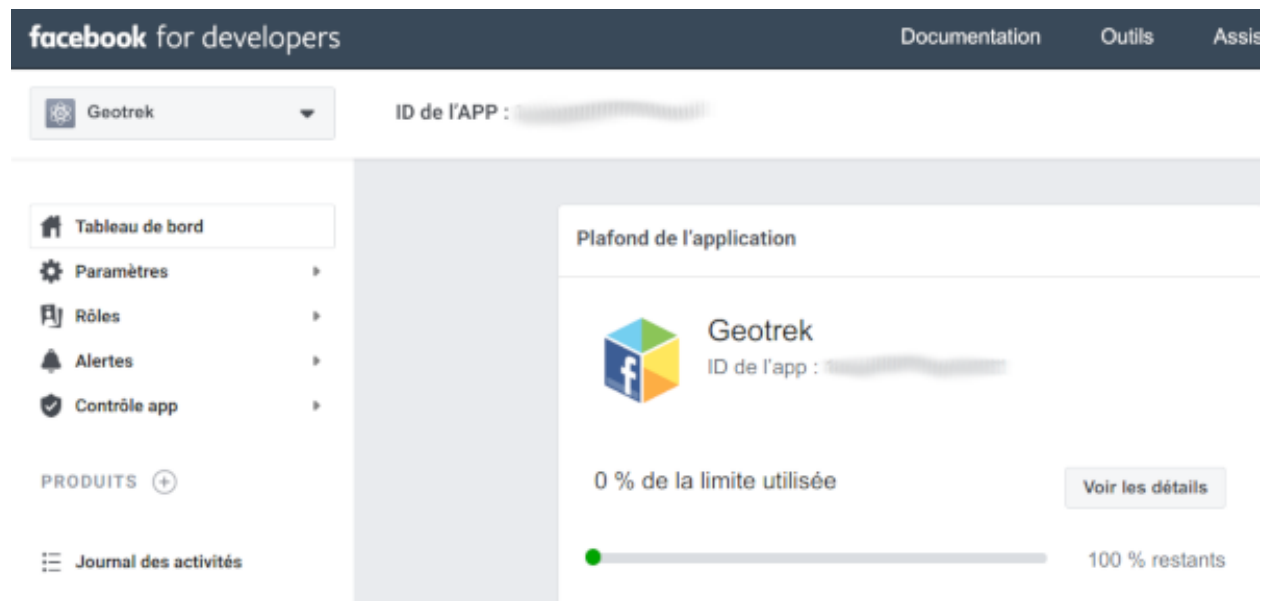 facebook for developers
Documentation Outils
Geotrek
ID de l'APP :
Tableau de bord
Paramètres
Rôles
Alertes
Contrôle app
PRODUITS
Journal des activités
Plafond de l'application
Geotrek
ID de l'app :
0 % de la limite utilisée
Voir les détails
100 % restants